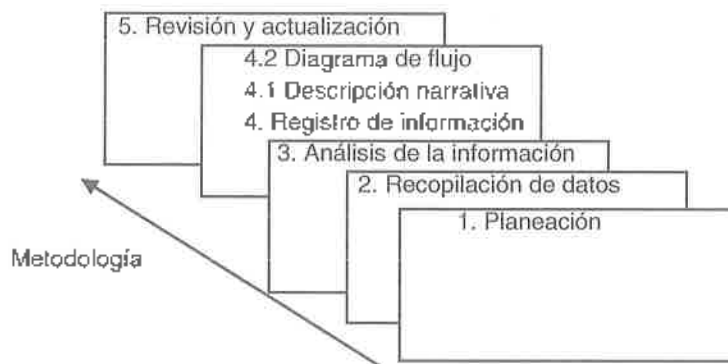 5. Revisión y actualización
4.2 Diagrama de flujo
4.1 Descripción narrativa
4. Registro de información
3. Análisis de la información
2. Recopilación de datos
1. Planeación
Metodología